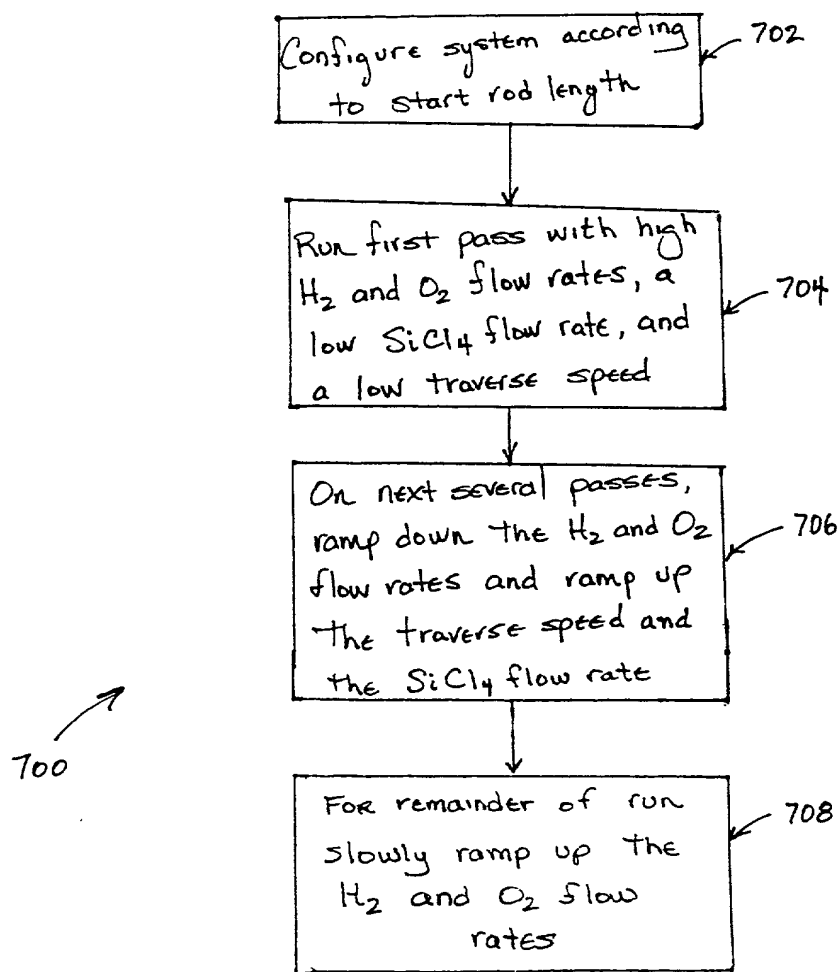 Configure system according
to start rod length
702
Run first pass with high
H₂ and O₂ flow rates, a
low SiCl₄ flow rate, and
a low traverse speed
704
On next several passes,
ramp down the H₂ and O₂
flow rates and ramp up
the traverse speed and
the SiCl₄ flow rate
706
700
For remainder of run
slowly ramp up the
H₂ and O₂ flow
rates
708